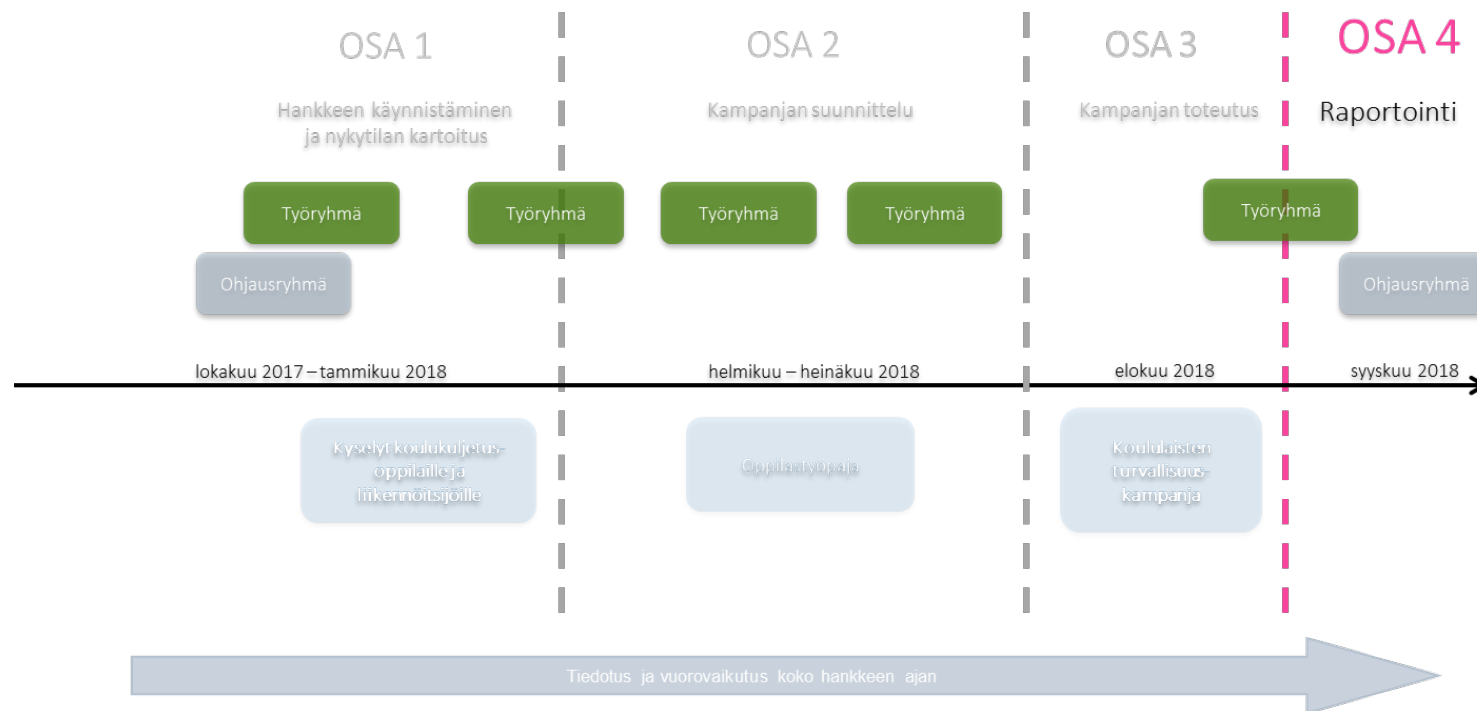 OSA 1
OSA 2
OSA 3
OSA 4
Hankkeen käynnistäminen
ja nykytilan kartoitus
Kampanjan suunnittelu
Kampanjan toteutus
Raportointi
Työryhmä
Työryhmä
Työryhmä
Työryhmä
Työryhmä
Ohjausryhmä
Ohjausryhmä
lokakuu 2017 – tammikuu 2018
helmikuu – heinäkuu 2018
elokuu 2018
syyskuu 2018
Kyselyt koulukuljetus-
oppilaille ja
liikennöitsijöille
Oppilastyöpaja
Koululaisten
turvallisuus-
kampanja
Tiedotus ja vuorovaikutus koko hankkeen ajan